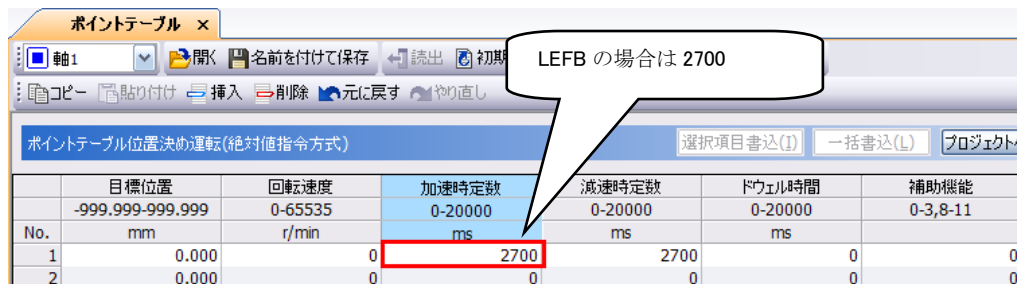 ポイントテーブル ×
軸1 開く 名前を付けて保存 読出 初期
LEFB の場合は 2700
コピー 貼り付け 挿入 削除 元に戻す やり直し
ポイントテーブル位置決め運転(絶対値指令方式) 選択項目書込(I) 一括書込(L) プロジェクト
目標位置 回転速度 加速時定数 減速時定数 ドウェル時間 補助機能
-999.999-999.999 0-65535 0-20000 0-20000 0-20000 0-3,8-11
No. mm r/min ms ms ms
1 0.000 0 2700 2700 0 0
2 0.000 0 0 0 0 0